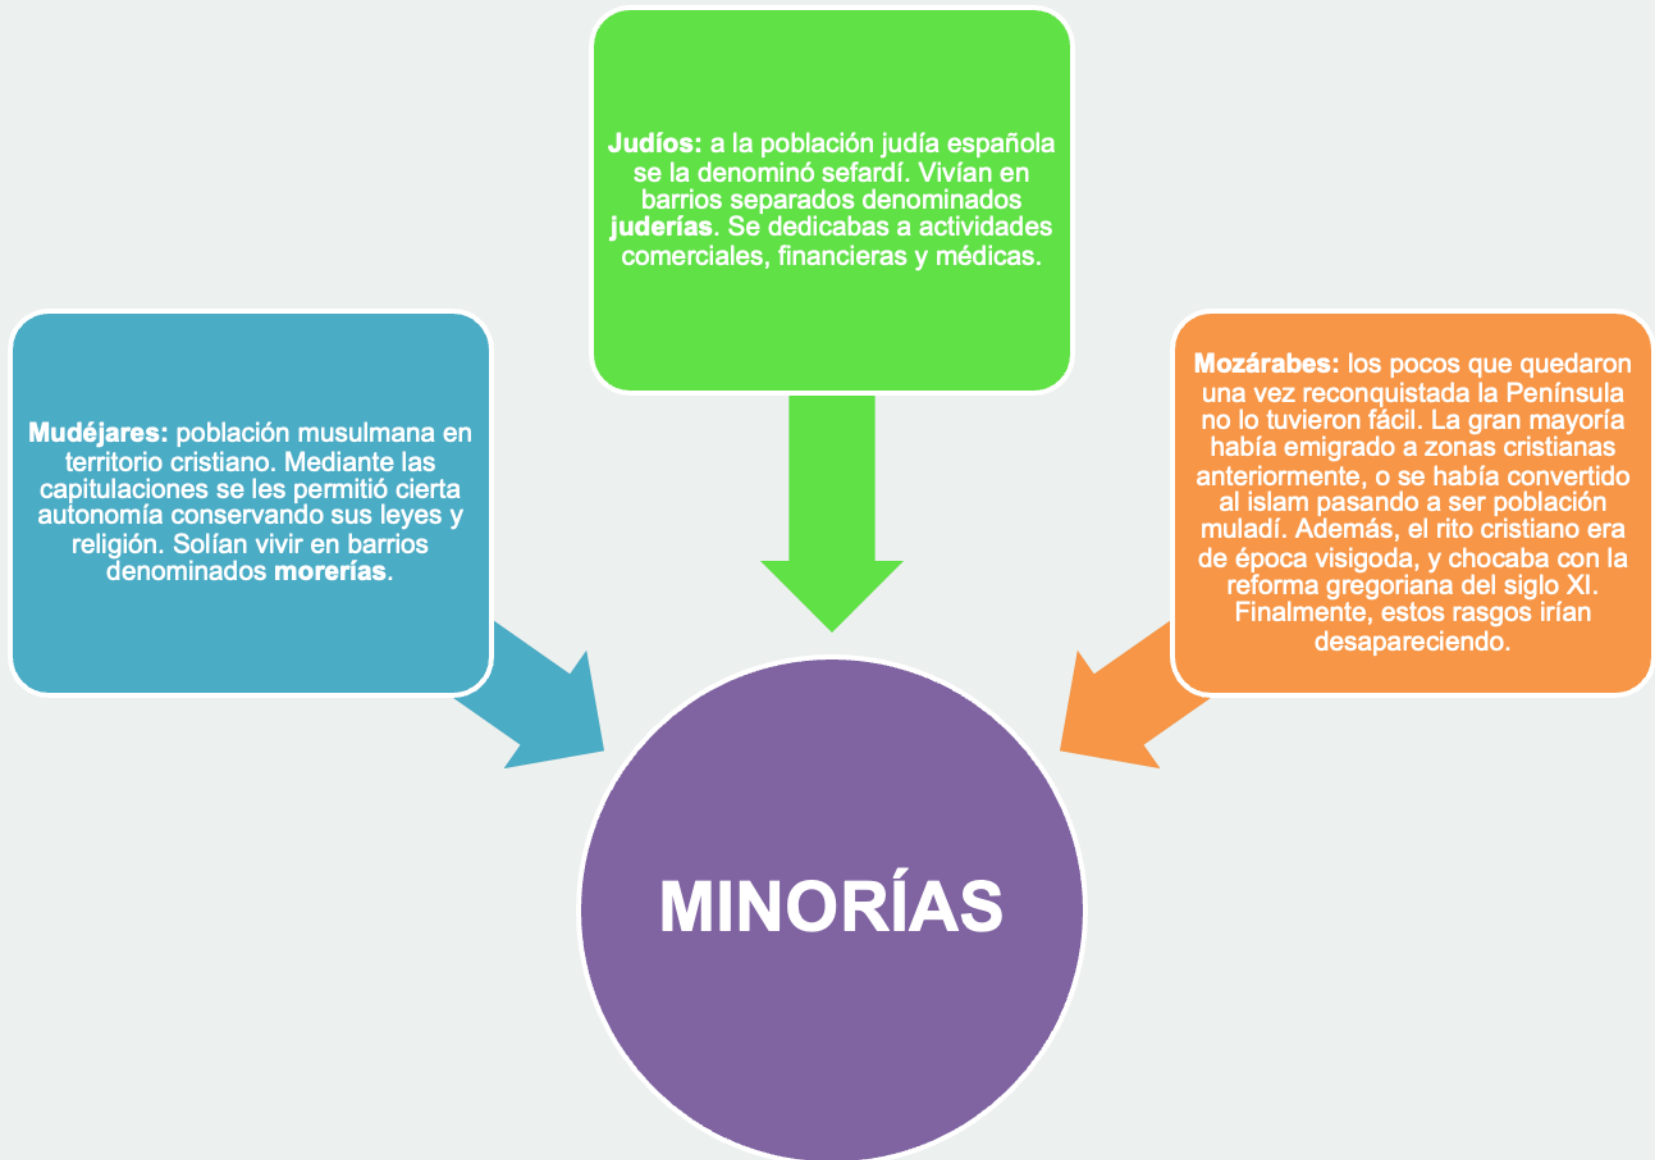 Judíos: a la población judía española
se la denominó sefardí. Vivían en
barrios separados denominados
juderías. Se dedicabas a actividades
comerciales, financieras y médicas.
Mudéjares: población musulmana en
territorio cristiano. Mediante las
capitulaciones se les permitió cierta
autonomía conservando sus leyes y
religión. Solían vivir en barrios
denominados morerías.
Mozárabes: los pocos que quedaron
una vez reconquistada la Península
no lo tuvieron fácil. La gran mayoría
había emigrado a zonas cristianas
anteriormente, o se había convertido
al islam pasando a ser población
muladí. Además, el rito cristiano era
de época visigoda, y chocaba con la
reforma gregoriana del siglo XI.
Finalmente, estos rasgos irían
desapareciendo.
MINORÍAS